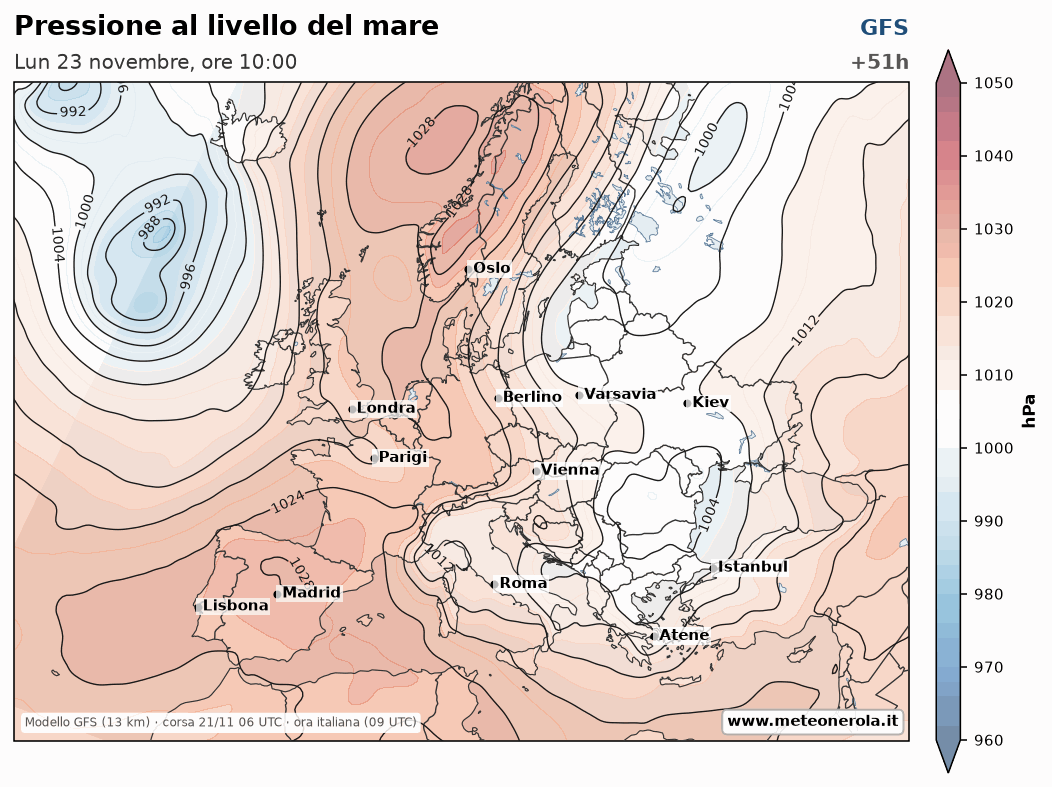 Pressione al livello del mare
GFS
Lun 23 novembre, ore 10:00
+51h
992
1028
1000
1004
1050
1040
1030
1020
1010
1000
990
980
970
960
hPa
992
988
996
1000
1004
1028
1012
Oslo
Londra
Berlino
Varsavia
Kiev
Parigi
Vienna
1024
1004
1012
1028
Roma
Istanbul
Madrid
Lisbona
Atene
Modello GFS (13 km) · corsa 21/11 06 UTC · ora italiana (09 UTC)
www.meteonerola.it